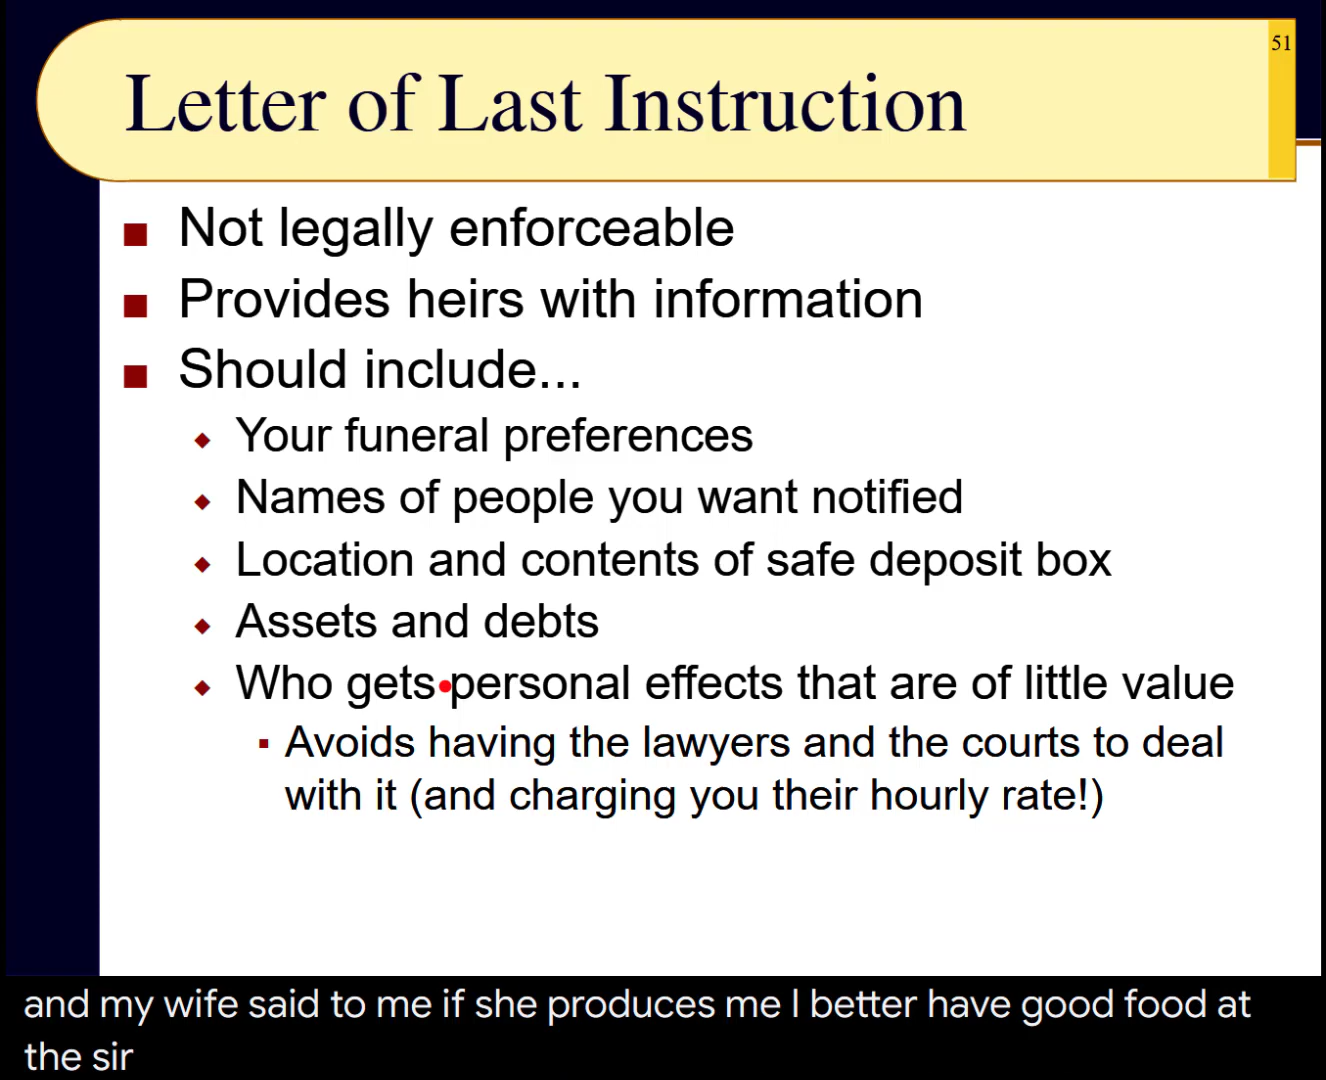 51
Letter of Last Instruction
Not legally enforceable
Provides heirs with information
Should include...
Your funeral preferences
Names of people you want notified
Location and contents of safe deposit box
Assets and debts
Who gets personal effects that are of little value
Avoids having the lawyers and the courts to deal
with it (and charging you their hourly rate!)
and my wife said to me if she produces me I better have good food at
the sir